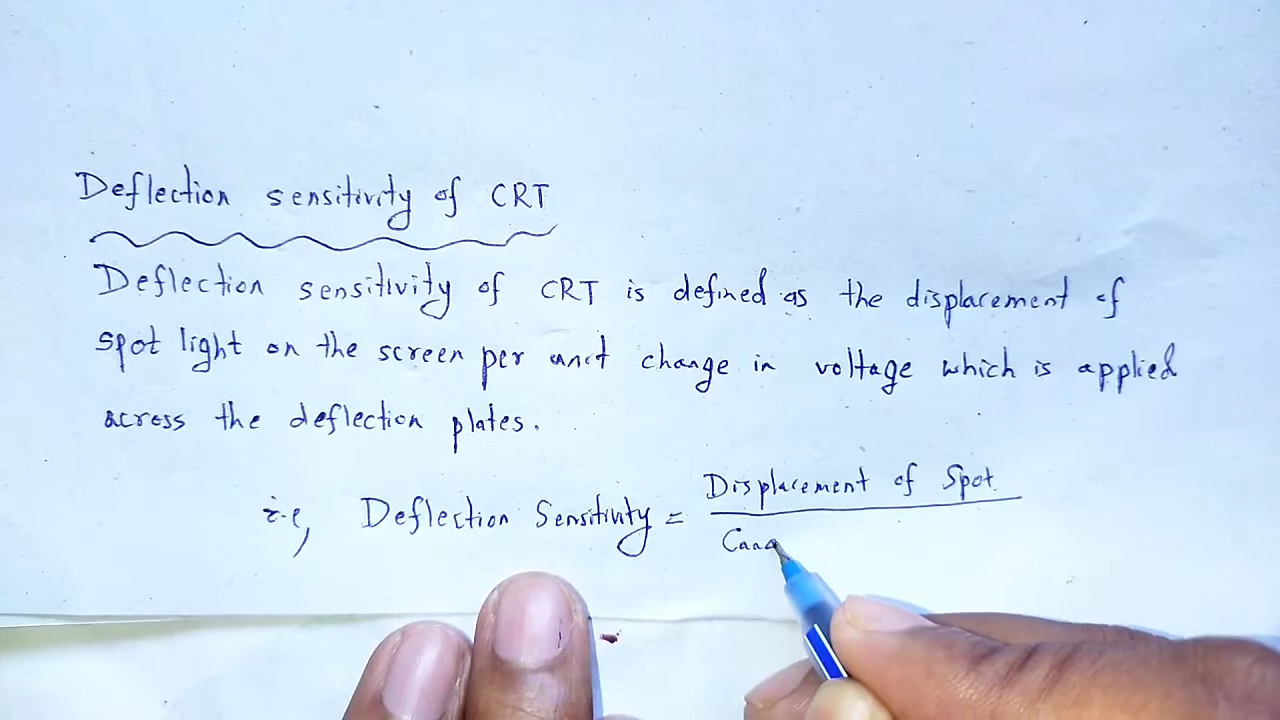 Deflection sensitivity of CRT
Deflection sensitivity of CRT is defined as the displacement of
spot light on the screen per unit change in voltage which is applied
across the deflection plates.
i.e, Deflection Sensitivity = Displacement of Spot